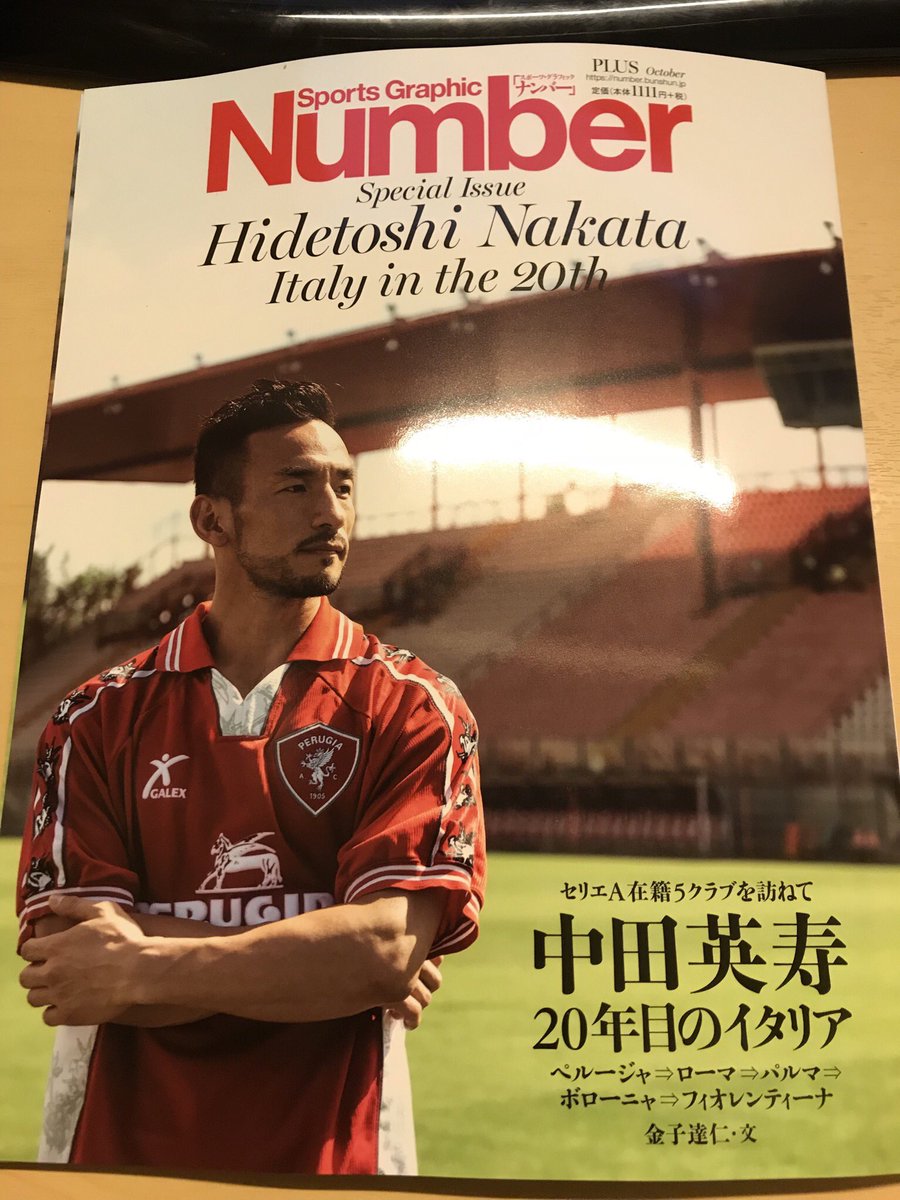 Sports Graphic
スポーツ・グラフィック
「ナンバー」
PLUS October
https://number.bunshun.jp
定価(本体1111円+税)
Number
Special Issue
Hidetoshi Nakata
Italy in the 20th
GALEX
PERUGIA
A C
1905
PERUGI
セリエA在籍5クラブを訪ねて
中田英寿
20年目のイタリア
ペルージャ⇒ローマ⇒パルマ⇒
ボローニャ⇒フィオレンティーナ
金子達仁・文